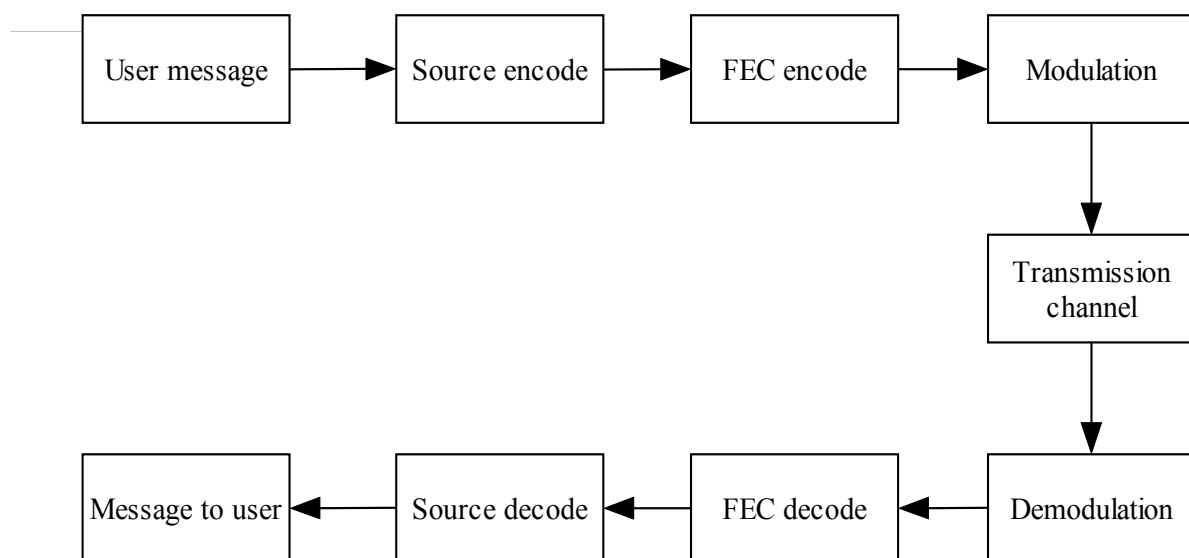 User message
Source encode
FEC encode
Modulation
Transmission
channel
Message to user
Source decode
FEC decode
Demodulation